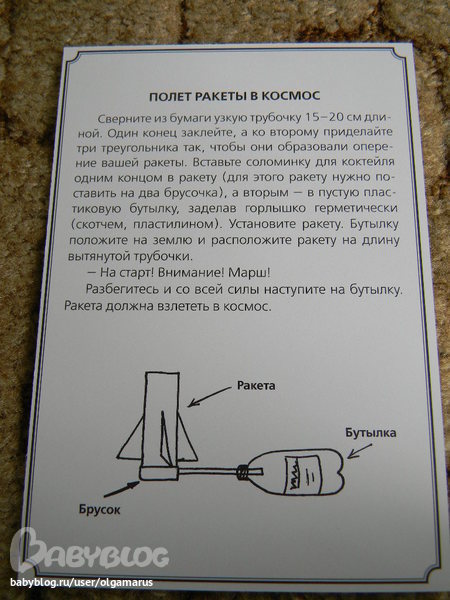 ПОЛЕТ РАКЕТЫ В КОСМОС
Сверните из бумаги узкую трубочку 15–20 см дли-
ной. Один конец заклейте, а ко второму приделайте
три треугольника так, чтобы они образовали опере-
ние вашей ракеты. Вставьте соломинку для коктейля
одним концом в ракету (для этого ракету нужно по-
ставить на два брусочка), а вторым – в пустую плас-
тиковую бутылку, заделав горлышко герметически
(скотчем, пластилином). Установите ракету. Бутылку
положите на землю и расположите ракету на длину
вытянутой трубочки.
– На старт! Внимание! Марш!
Разбегитесь и со всей силы наступите на бутылку.
Ракета должна взлететь в космос.
Ракета
Бутылка
Брусок
BABYBLOG
babyblog.ru/user/olgamarus